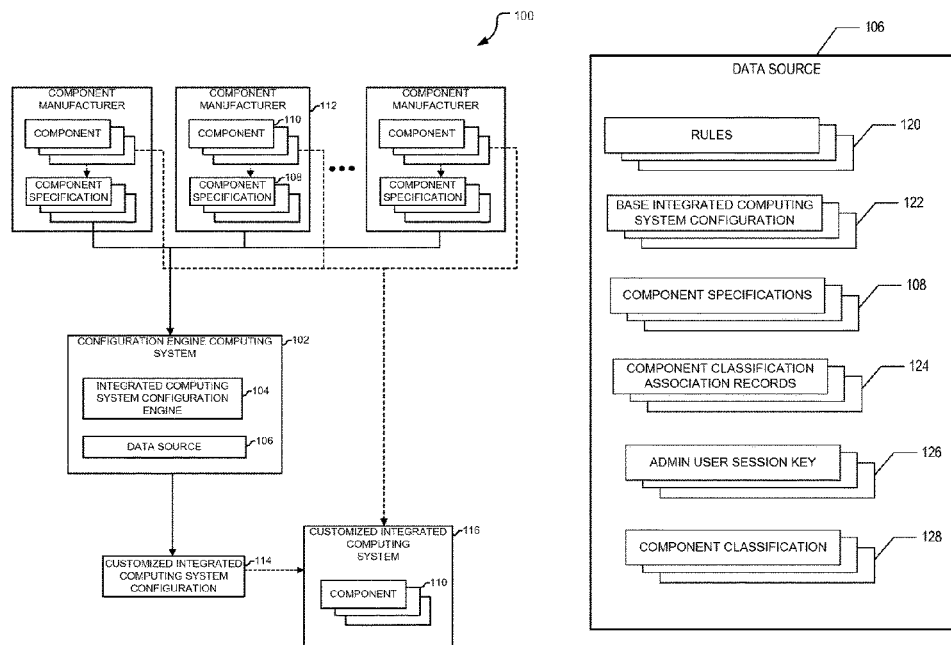 100
COMPONENT
MANUFACTURER
COMPONENT
COMPONENT
SPECIFICATION
COMPONENT
MANUFACTURER
112
110
COMPONENT
108
COMPONENT
SPECIFICATION
COMPONENT
MANUFACTURER
COMPONENT
COMPONENT
SPECIFICATION
CONFIGURATION ENGINE COMPUTING
SYSTEM
102
INTEGRATED COMPUTING
SYSTEM CONFIGURATION
ENGINE
104
DATA SOURCE
106
CUSTOMIZED INTEGRATED
COMPUTING SYSTEM
CONFIGURATION
114
CUSTOMIZED INTEGRATED
COMPUTING
SYSTEM
116
110
COMPONENT
106
DATA SOURCE
RULES
120
BASE INTEGRATED COMPUTING
SYSTEM CONFIGURATION
122
COMPONENT SPECIFICATIONS
108
COMPONENT CLASSIFICATION
ASSOCIATION RECORDS
124
ADMIN USER SESSION KEY
126
COMPONENT CLASSIFICATION
128